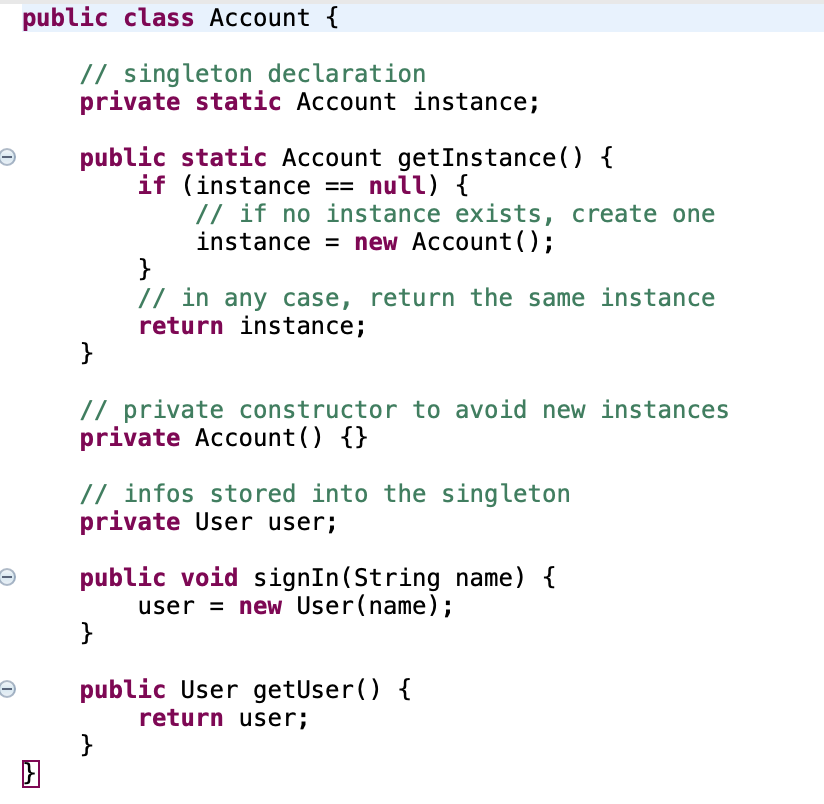 public class Account {
// singleton declaration
private static Account instance;
public static Account getInstance() {
if (instance == null) {
// if no instance exists, create one
instance = new Account();
}
// in any case, return the same instance
return instance;
}
// private constructor to avoid new instances
private Account() {}
// infos stored into the singleton
private User user;
public void signIn(String name) {
user = new User(name);
}
public User getUser() {
return user;
}
}